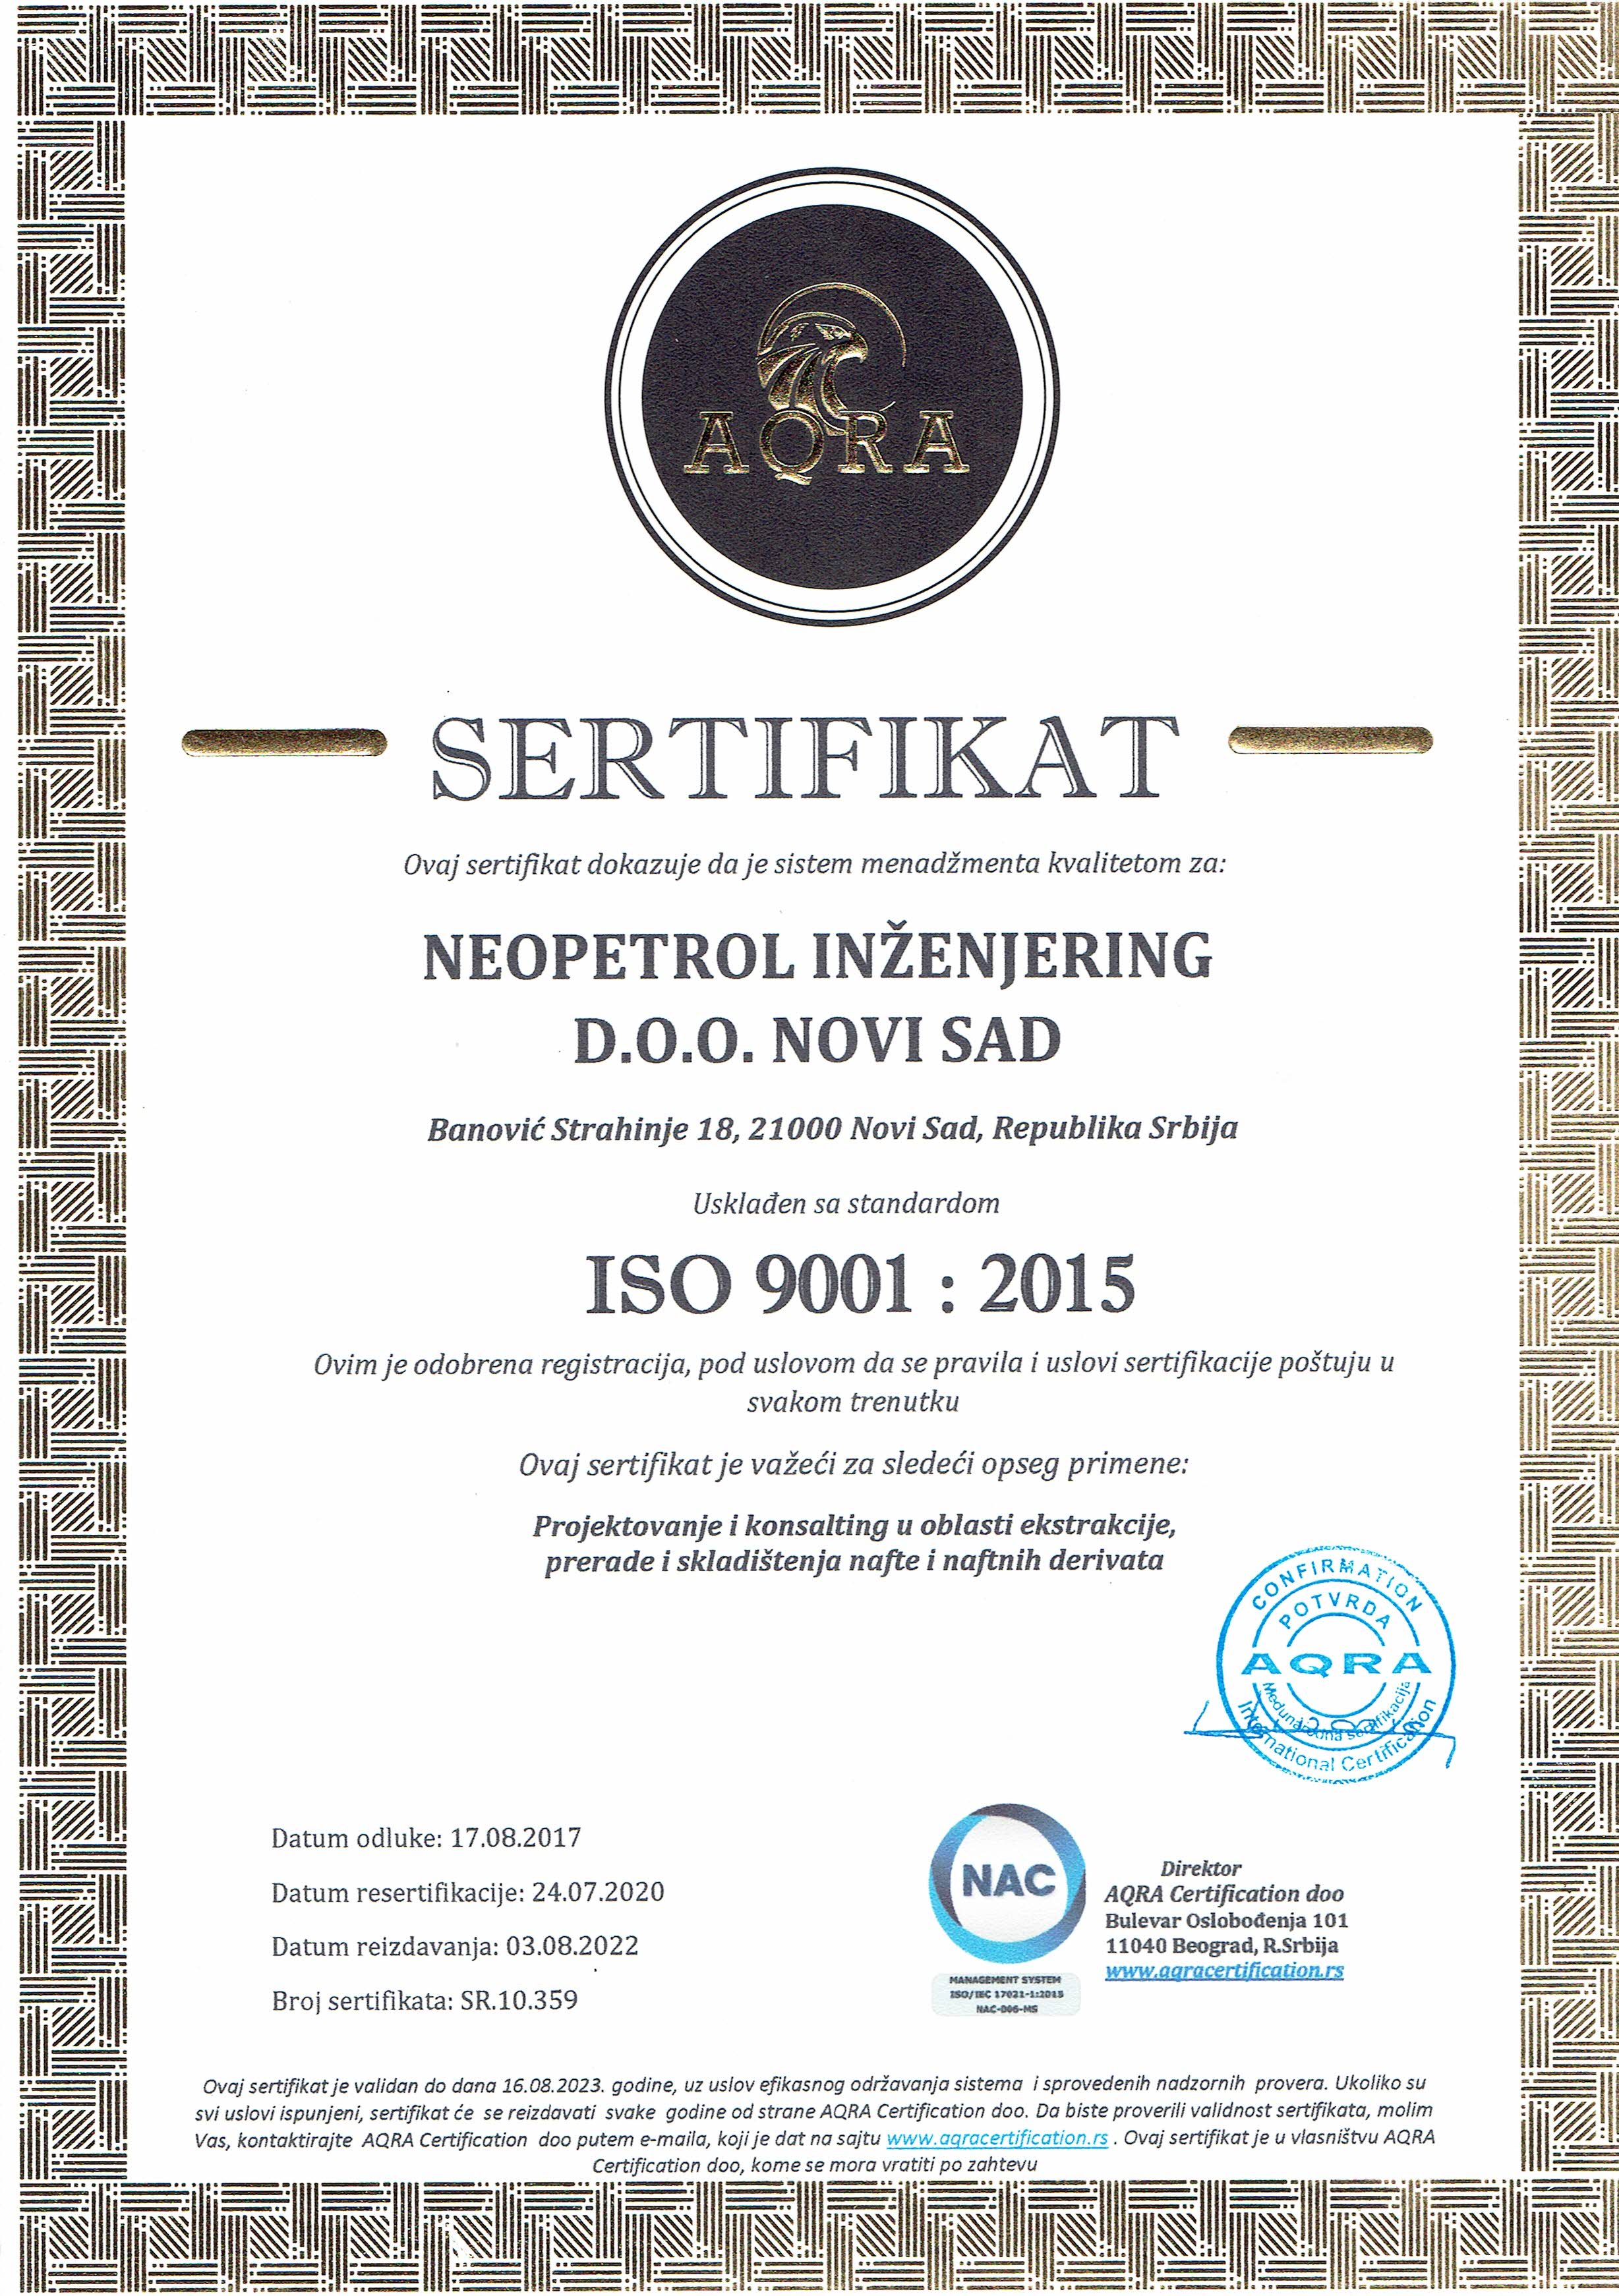 AQRA
SERTIFIKAT
Ovaj sertifikat dokazuje da je sistem menadžmenta kvalitetom za:
NEOPETROL INŽENJERING
D.O.O. NOVI SAD
Banović Strahinje 18, 21000 Novi Sad, Republika Srbija
Usklađen sa standardom
ISO 9001 : 2015
Ovim je odobrena registracija, pod uslovom da se pravila i uslovi sertifikacije poštuju u
svakom trenutku
Ovaj sertifikat je važeći za sledeći opseg primene:
Projektovanje i konsalting u oblasti ekstrakcije,
prerade i skladištenja nafte i naftnih derivata
CONFIRMATION
POTVRDA
AQRA
Međunarodna sertifikacija
International Certification
Datum odluke: 17.08.2017
Datum resertifikacije: 24.07.2020
Datum reizdavanja: 03.08.2022
Broj sertifikata: SR.10.359
NAC
MANAGEMENT SYSTEM
ISO/IEC 17021-1:2015
NAC-006-MS
Direktor
AQRA Certification doo
Bulevar Oslobođenja 101
11040 Beograd, R.Srbija
www.aqracertification.rs
Ovaj sertifikat je validan do dana 16.08.2023. godine, uz uslov efikasnog održavanja sistema i sprovedenih nadzornih provera. Ukoliko su
svi uslovi ispunjeni, sertifikat će se reizdavati svake godine od strane AQRA Certification doo. Da biste proverili validnost sertifikata, molim
Vas, kontaktirajte AQRA Certification doo putem e-maila, koji je dat na sajtu www.aqracertification.rs . Ovaj sertifikat je u vlasništvu AQRA
Certification doo, kome se mora vratiti po zahtevu